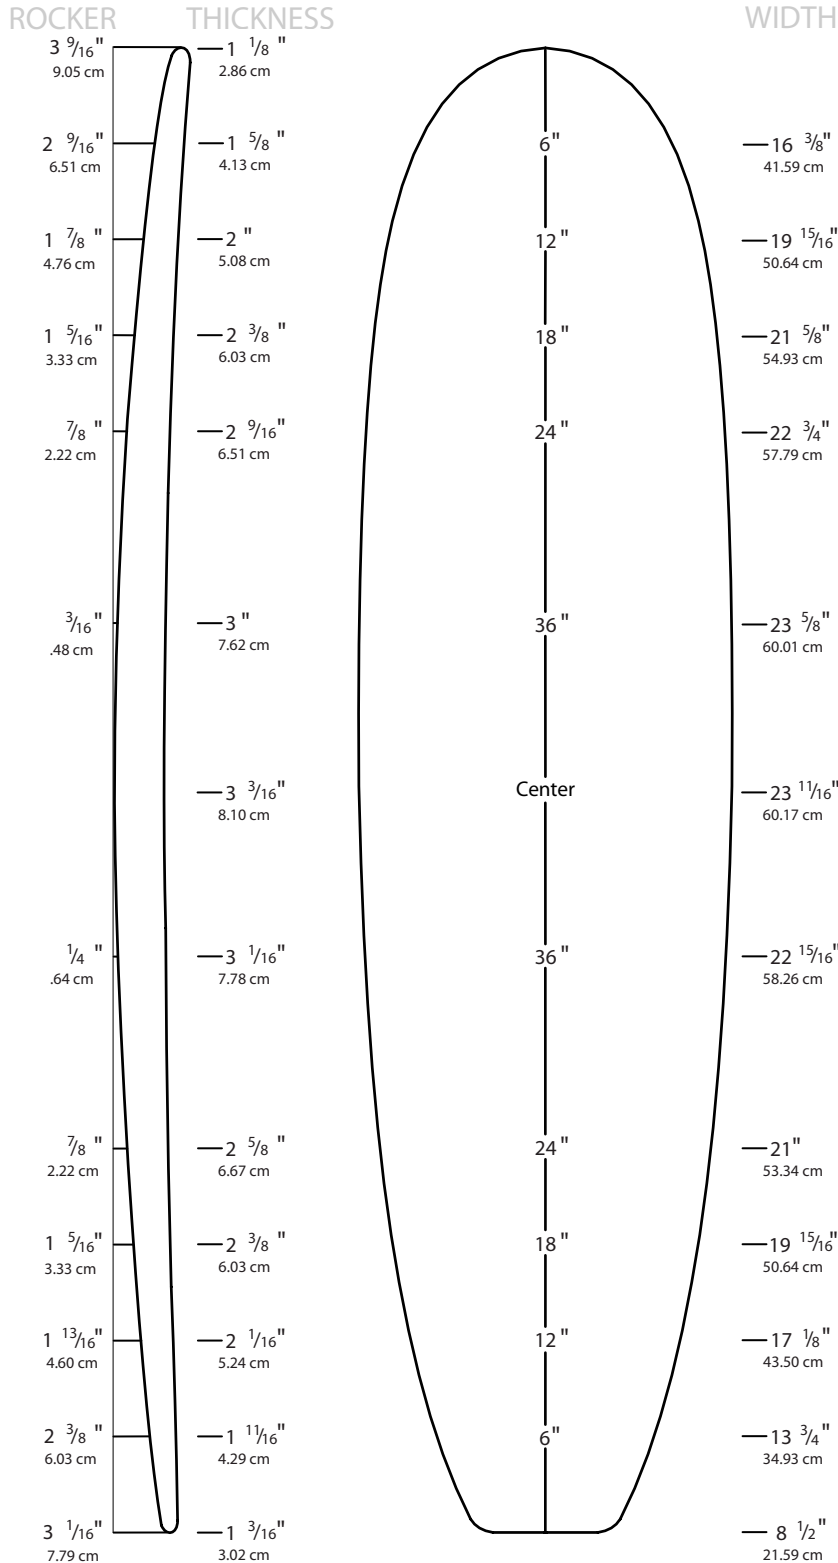 ROCKER THICKNESS WIDTH
3 9/16" 1 1/8 "
9.05 cm 2.86 cm
2 9/16" 1 5/8 " 6" 16 3/8"
6.51 cm 4.13 cm 41.59 cm
1 7/8 " 2 " 12 " 19 15/16"
4.76 cm 5.08 cm 50.64 cm
1 5/16" 2 3/8 " 18 " 21 5/8"
3.33 cm 6.03 cm 54.93 cm
7/8 " 2 9/16" 24 " 22 3/4"
2.22 cm 6.51 cm 57.79 cm
3/16 " 3 " 36 " 23 5/8"
.48 cm 7.62 cm 60.01 cm
3 3/16" Center 23 11/16"
8.10 cm 60.17 cm
1/4 " 3 1/16" 36 " 22 15/16"
.64 cm 7.78 cm 58.26 cm
7/8 " 2 5/8 " 24 " 21"
2.22 cm 6.67 cm 53.34 cm
1 5/16" 2 3/8 " 18 " 19 15/16"
3.33 cm 6.03 cm 50.64 cm
1 13/16" 2 1/16" 12 " 17 1/8"
4.60 cm 5.24 cm 43.50 cm
2 3/8 " 1 11/16" 6" 13 3/4"
6.03 cm 4.29 cm 34.93 cm
3 1/16" 1 3/16" 8 1/2"
7.79 cm 3.02 cm 21.59 cm